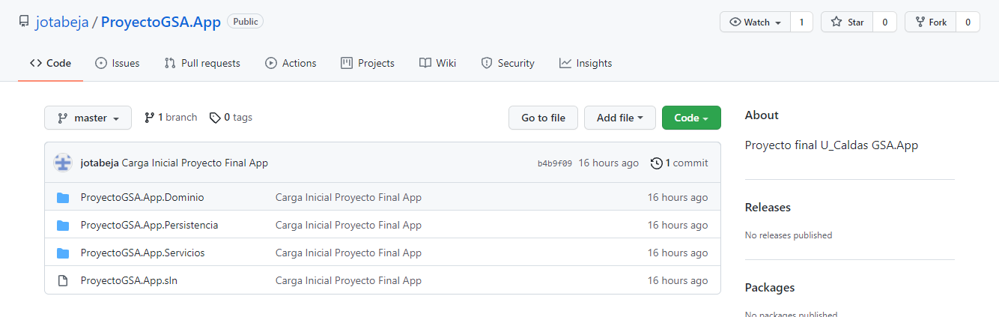 jotabeja / ProyectoGSA.App Public Watch 1 Star 0 Fork 0
Code Issues Pull requests Actions Projects Wiki Security Insights
master 1 branch 0 tags Go to file Add file Code
jotabeja Carga Inicial Proyecto Final App b4b9f09 16 hours ago 1 commit
ProyectoGSA.App.Dominio Carga Inicial Proyecto Final App 16 hours ago
ProyectoGSA.App.Persistencia Carga Inicial Proyecto Final App 16 hours ago
ProyectoGSA.App.Servicios Carga Inicial Proyecto Final App 16 hours ago
ProyectoGSA.App.sln Carga Inicial Proyecto Final App 16 hours ago
About
Proyecto final U_Caldas GSA.App
Releases
No releases published
Packages
No packages published